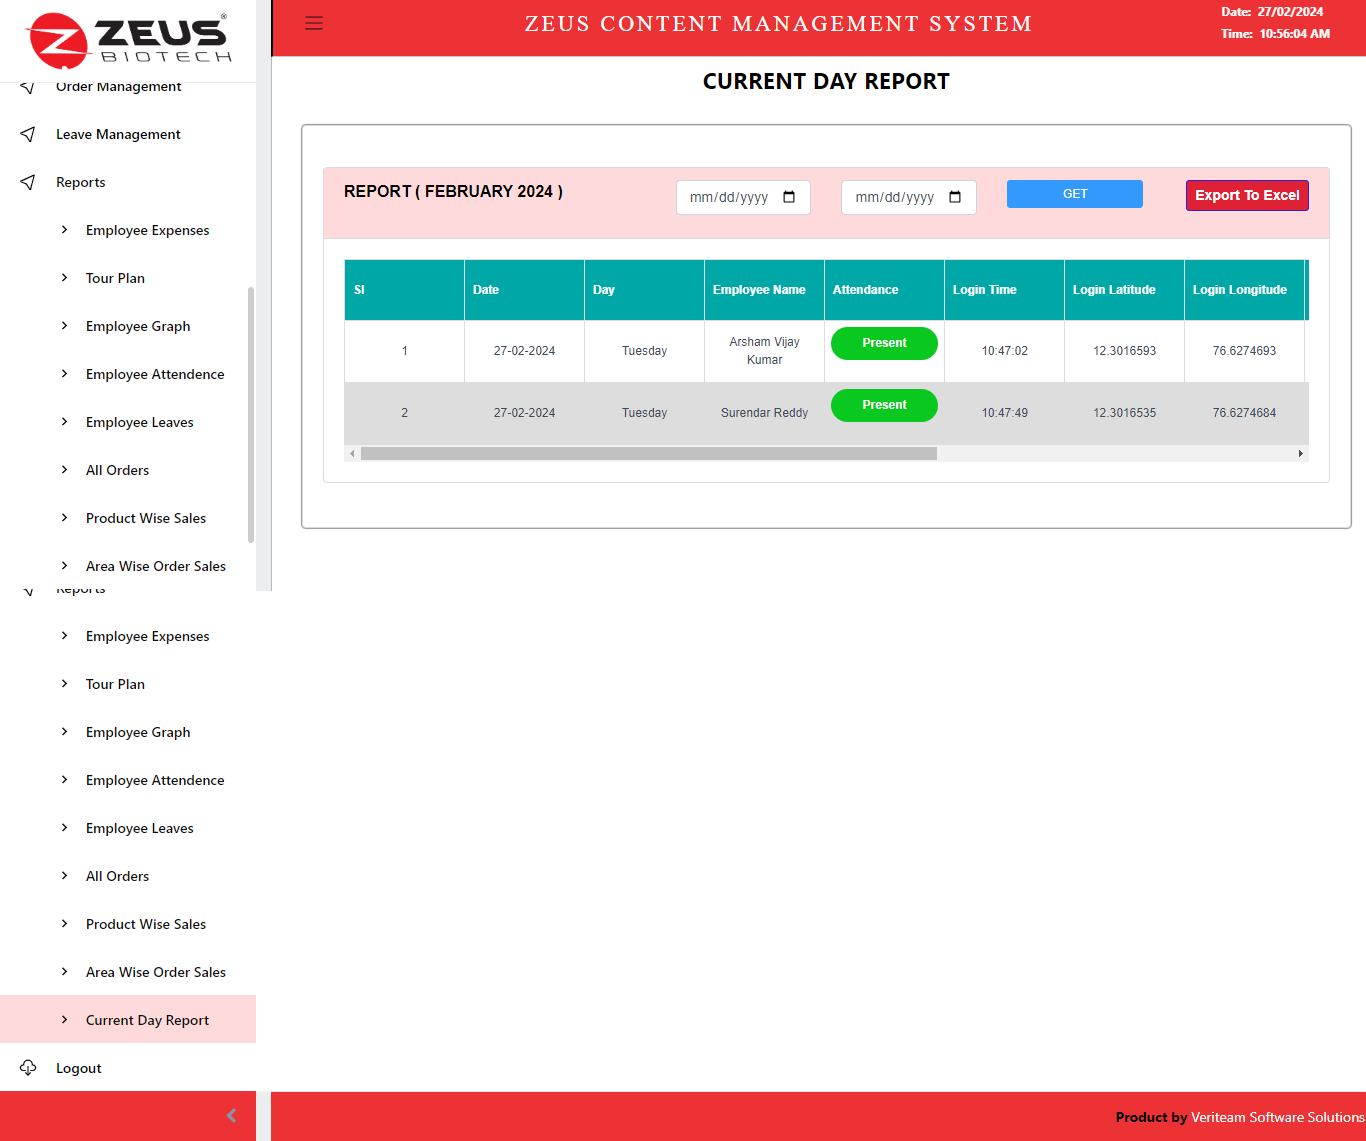 ZEUS®
BIOTECH
ZEUS CONTENT MANAGEMENT SYSTEM
Date: 27/02/2024
Time: 10:56:04 AM
Order Management
Leave Management
Reports
Employee Expenses
Tour Plan
Employee Graph
Employee Attendence
Employee Leaves
All Orders
Product Wise Sales
Area Wise Order Sales
Reports
Employee Expenses
Tour Plan
Employee Graph
Employee Attendence
Employee Leaves
All Orders
Product Wise Sales
Area Wise Order Sales
Current Day Report
Logout
CURRENT DAY REPORT
REPORT ( FEBRUARY 2024 ) mm/dd/yyyy mm/dd/yyyy GET Export To Excel
Sl Date Day Employee Name Attendance Login Time Login Latitude Login Longitude
1 27-02-2024 Tuesday Arsham Vijay Kumar Present 10:47:02 12.3016593 76.6274693
2 27-02-2024 Tuesday Surendar Reddy Present 10:47:49 12.3016535 76.6274684
Product by Veriteam Software Solutions